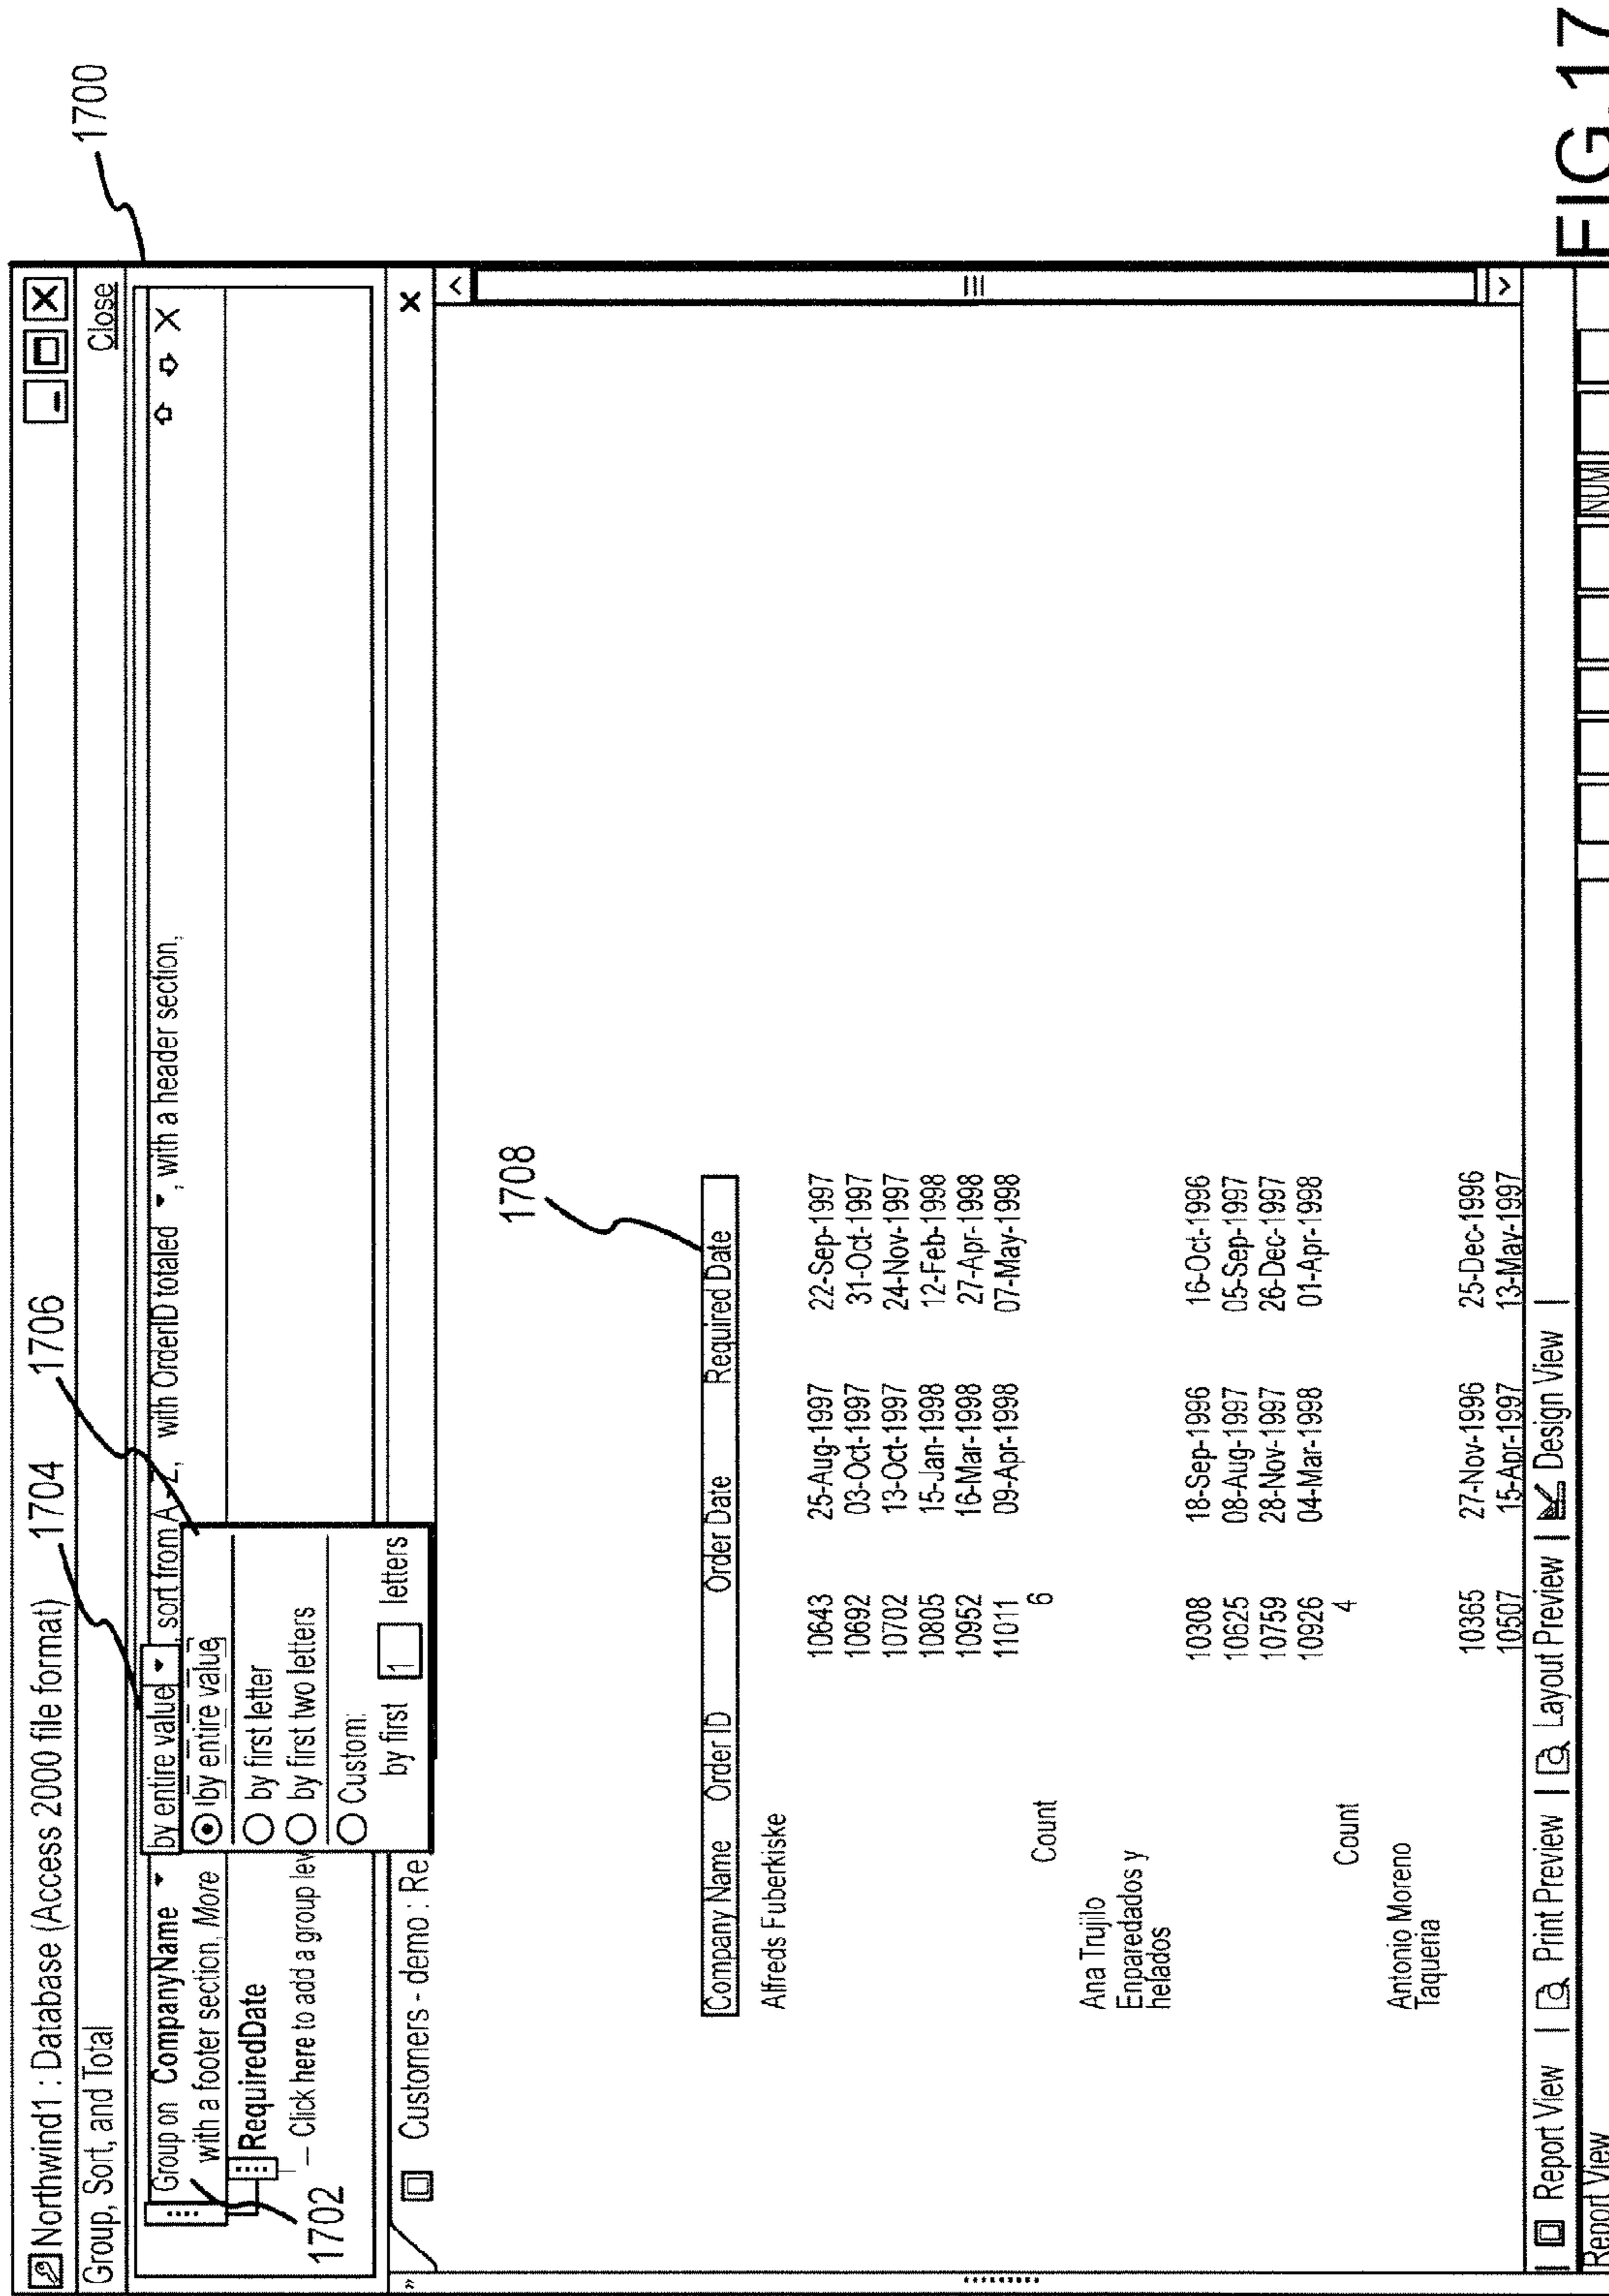 1700
Northwind1 : Database (Access 2000 file format)
Group, Sort, and Total
Close
1704
1706
Group on CompanyName by entire value , sort from A - Z, with OrderID totaled , with a header section,
with a footer section, More
by entire value
by first letter
by first two letters
Custom:
by first 1 letters
RequiredDate
Click here to add a group lev
1702
Customers - demo : Re
1708
Company Name Order ID Order Date Required Date
Alfreds Fuberkiske
10643 25-Aug-1997 22-Sep-1997
10692 03-Oct-1997 31-Oct-1997
10702 13-Oct-1997 24-Nov-1997
10805 15-Jan-1998 12-Feb-1998
10952 16-Mar-1998 27-Apr-1998
11011 09-Apr-1998 07-May-1998
Count 6
Ana Trujilo
Enparedados y
helados
10308 18-Sep-1996 16-Oct-1996
10625 08-Aug-1997 05-Sep-1997
10759 28-Nov-1997 26-Dec-1997
10926 04-Mar-1998 01-Apr-1998
Count 4
Antonio Moreno
Taqueria
10365 27-Nov-1996 25-Dec-1996
10507 15-Apr-1997 13-May-1997
Report View | Print Preview | Layout Preview | Design View |
Report View
NUM
FIG.17